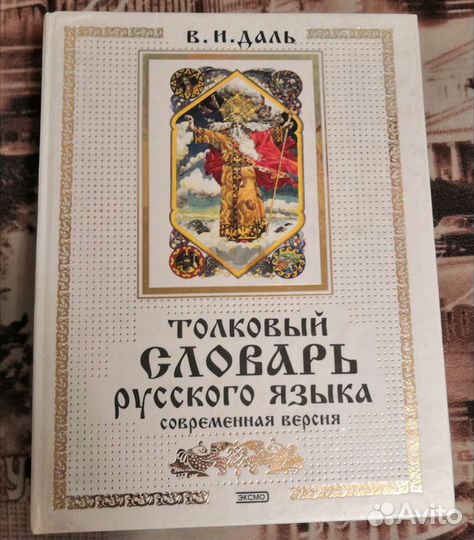 В. И. ДАЛЬ
ТОЛКОВЫЙ
СЛОВАРЬ
РУССКОГО ЯЗЫКА
СОВРЕМЕННАЯ ВЕРСИЯ
ЭКСМО
Avito